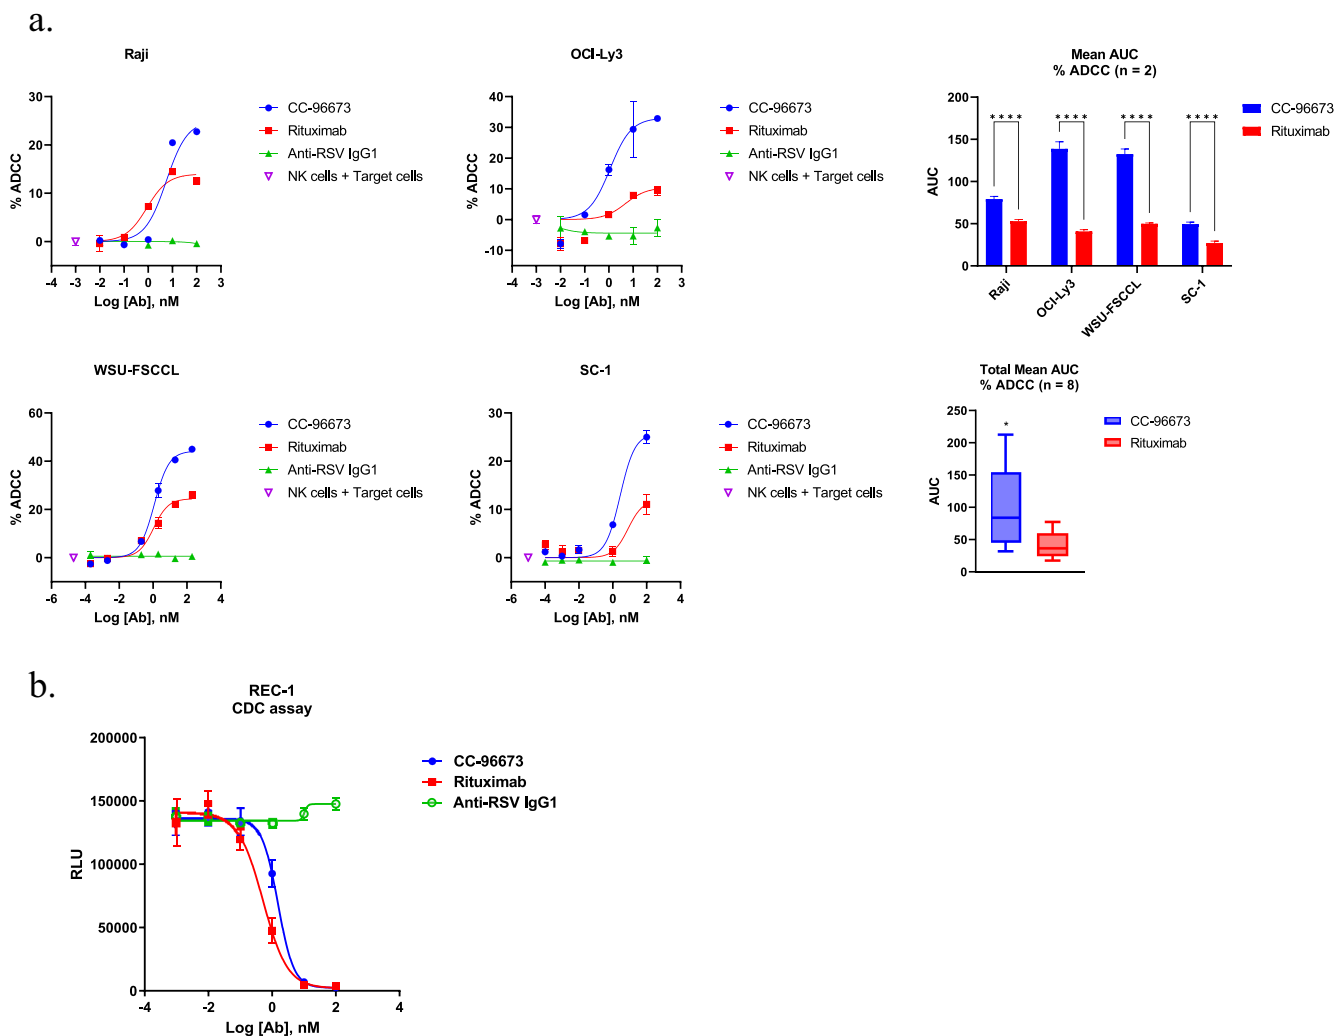 a.
Raji
% ADCC
30
20
10
0
-3 -2 -1 0 1 2 3
Log [Ab], nM
CC-96673
Rituximab
Anti-RSV IgG1
NK cells + Target cells
OCI-Ly3
% ADCC
40
30
20
10
0
-10
-4 -3 -2 -1 0 1 2 3
Log [Ab], nM
CC-96673
Rituximab
Anti-RSV IgG1
NK cells + Target cells
Mean AUC
% ADCC (n = 2)
AUC
200
150
100
50
0
**** **** **** ****
Raji OCI-Ly3 WSU-FSCCL SC-1
CC-96673
Rituximab
WSU-FSCCL
% ADCC
60
40
20
0
-6 -4 -2 0 2 4
Log [Ab], nM
CC-96673
Rituximab
Anti-RSV IgG1
NK cells + Target cells
SC-1
% ADCC
30
20
10
0
-6 -4 -2 0 2 4
Log [Ab], nM
CC-96673
Rituximab
Anti-RSV IgG1
NK cells + Target cells
Total Mean AUC
% ADCC (n = 8)
AUC
250
200
150
100
50
0
*
CC-96673
Rituximab
b.
REC-1
CDC assay
RLU
200000
150000
100000
50000
0
-4 -2 0 2 4
Log [Ab], nM
CC-96673
Rituximab
Anti-RSV IgG1